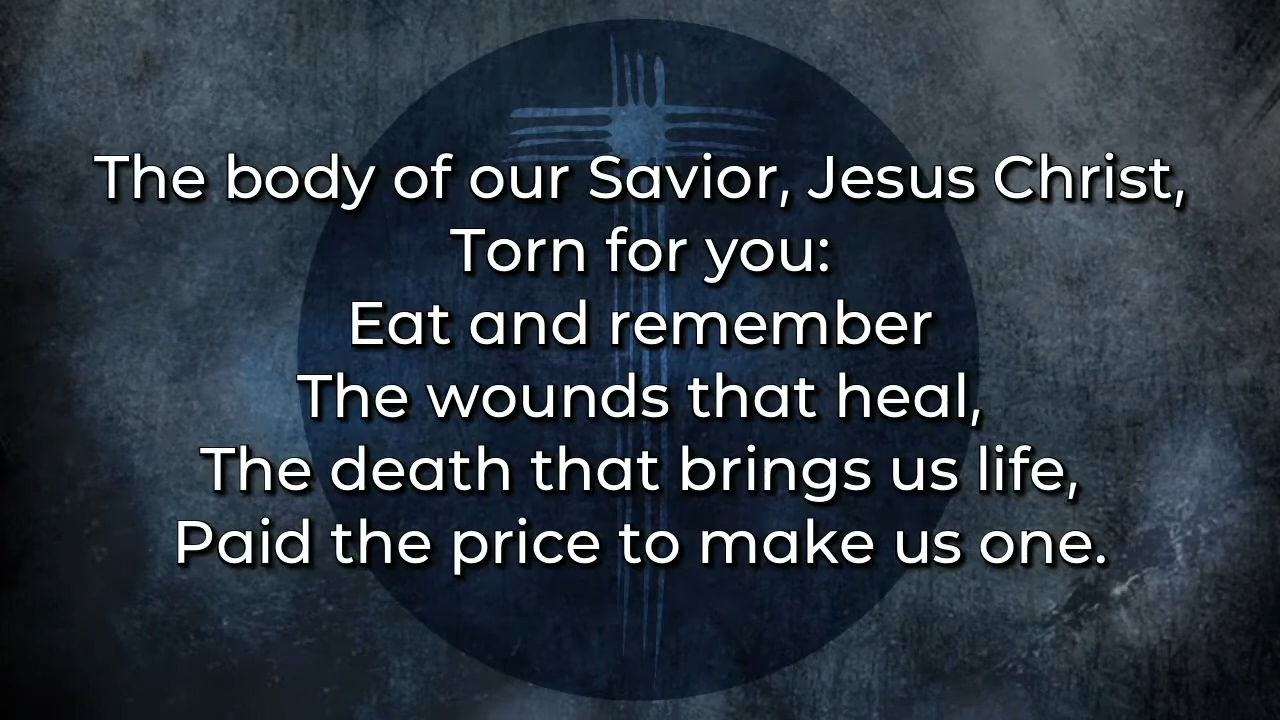 The body of our Savior, Jesus Christ,
Torn for you:
Eat and remember
The wounds that heal,
The death that brings us life,
Paid the price to make us one.